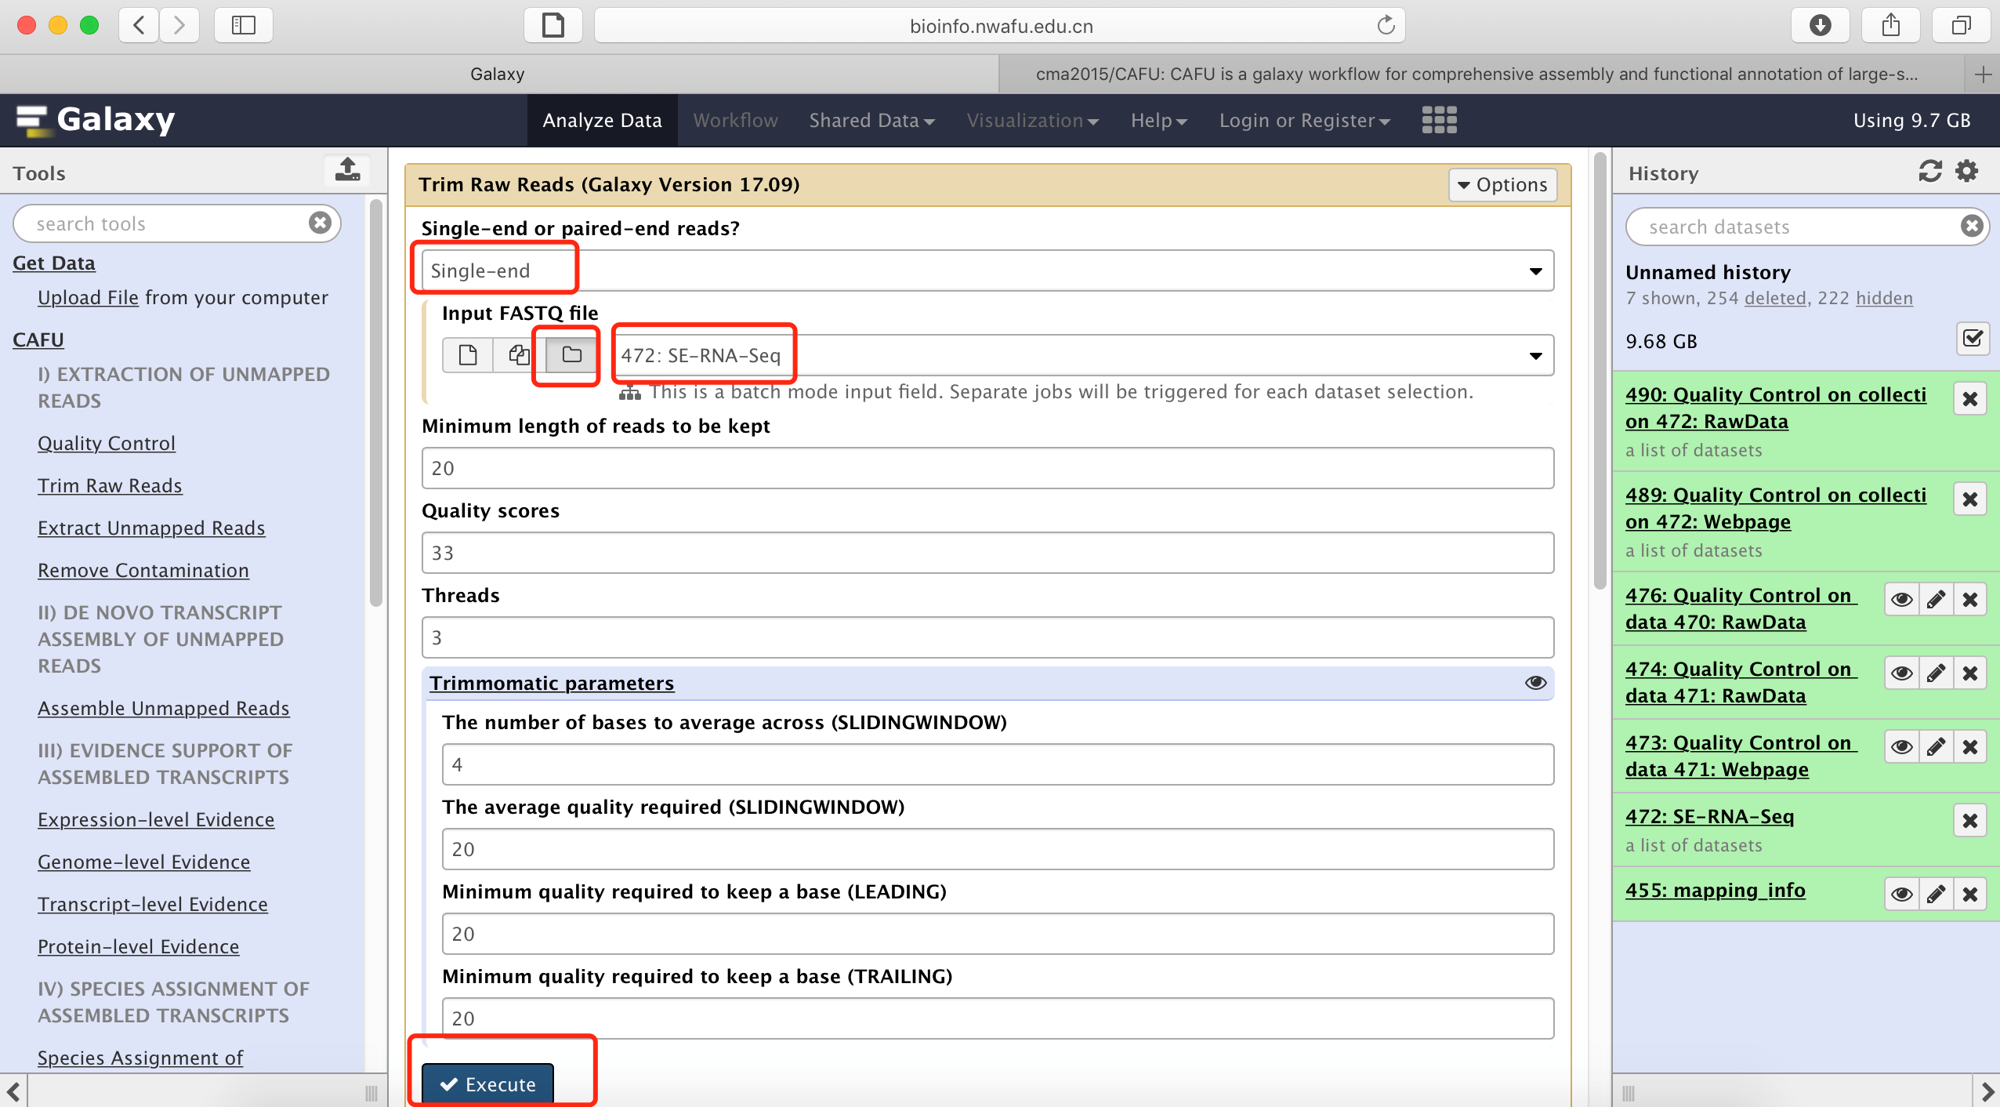 bioinfo.nwafu.edu.cn
Galaxy
cma2015/CAFU: CAFU is a galaxy workflow for comprehensive assembly and functional annotation of large-s...
Galaxy
Analyze Data
Workflow
Shared Data
Visualization
Help
Login or Register
Using 9.7 GB
Tools
search tools
Get Data
Upload File from your computer
CAFU
I) EXTRACTION OF UNMAPPED
READS
Quality Control
Trim Raw Reads
Extract Unmapped Reads
Remove Contamination
II) DE NOVO TRANSCRIPT
ASSEMBLY OF UNMAPPED
READS
Assemble Unmapped Reads
III) EVIDENCE SUPPORT OF
ASSEMBLED TRANSCRIPTS
Expression-level Evidence
Genome-level Evidence
Transcript-level Evidence
Protein-level Evidence
IV) SPECIES ASSIGNMENT OF
ASSEMBLED TRANSCRIPTS
Species Assignment of
Trim Raw Reads (Galaxy Version 17.09)
Options
Single-end or paired-end reads?
Single-end
Input FASTQ file
472: SE-RNA-Seq
This is a batch mode input field. Separate jobs will be triggered for each dataset selection.
Minimum length of reads to be kept
20
Quality scores
33
Threads
3
Trimmomatic parameters
The number of bases to average across (SLIDINGWINDOW)
4
The average quality required (SLIDINGWINDOW)
20
Minimum quality required to keep a base (LEADING)
20
Minimum quality required to keep a base (TRAILING)
20
Execute
History
search datasets
Unnamed history
7 shown, 254 deleted, 222 hidden
9.68 GB
490: Quality Control on collecti
on 472: RawData
a list of datasets
489: Quality Control on collecti
on 472: Webpage
a list of datasets
476: Quality Control on
data 470: RawData
474: Quality Control on
data 471: RawData
473: Quality Control on
data 471: Webpage
472: SE-RNA-Seq
a list of datasets
455: mapping_info